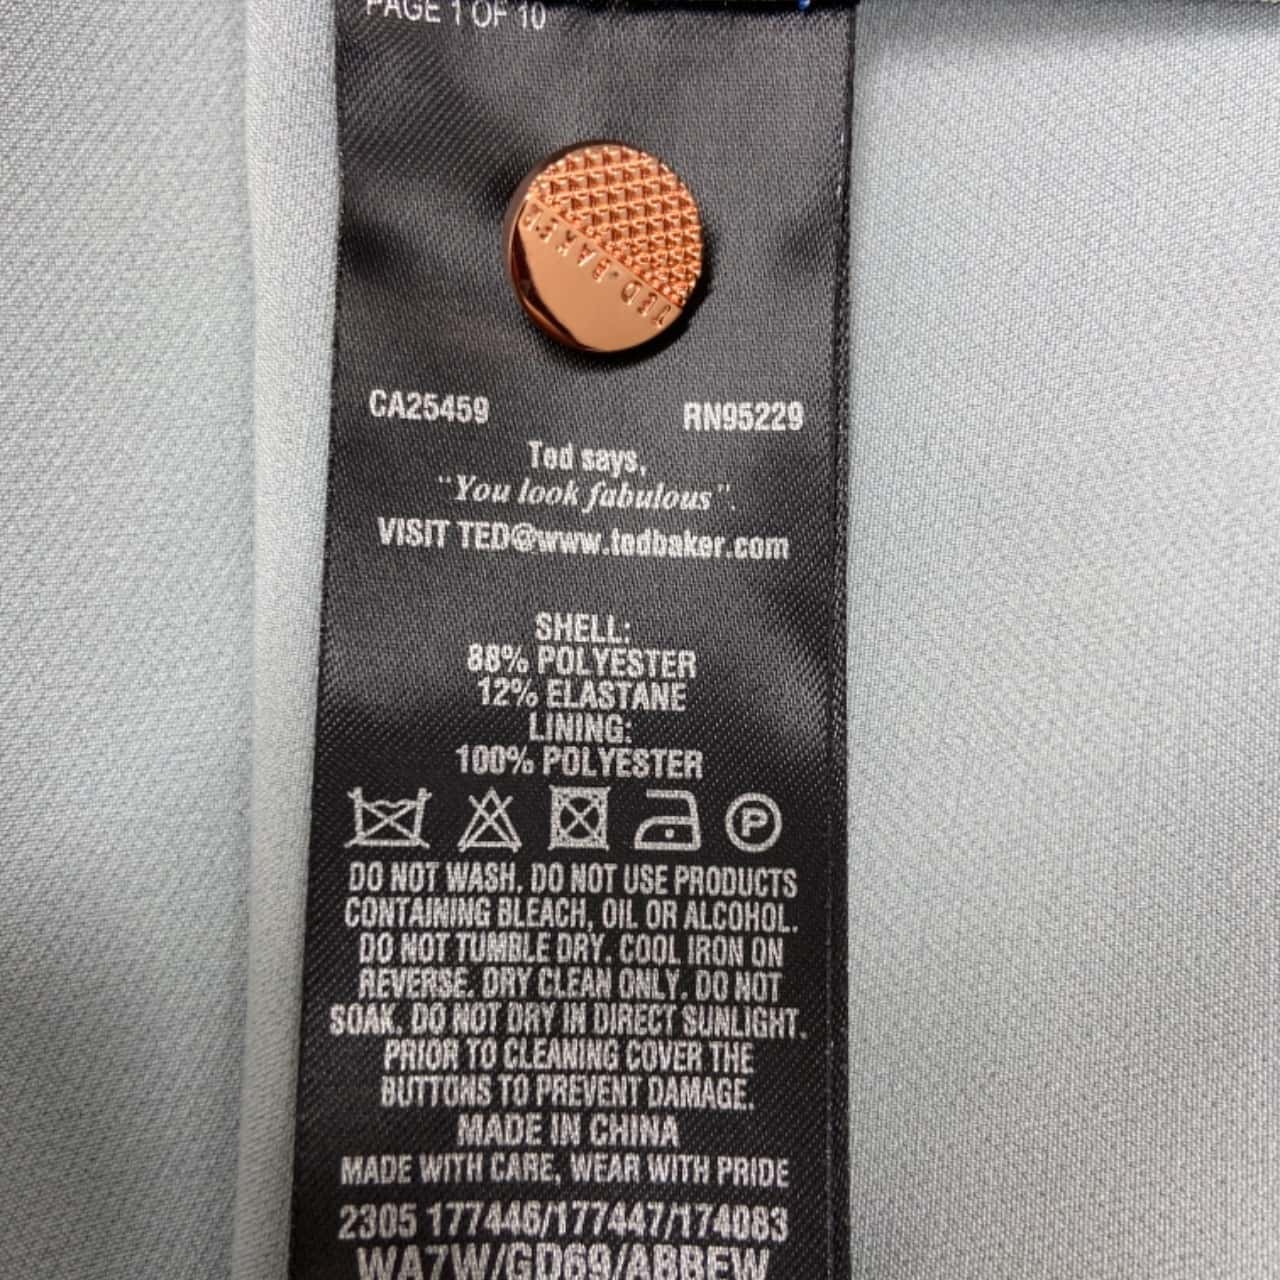 PAGE 1 OF 10
TED BAKER
CA25459 RN95229
Ted says,
"You look fabulous".
VISIT TED@www.tedbaker.com
SHELL:
88% POLYESTER
12% ELASTANE
LINING:
100% POLYESTER
P
DO NOT WASH. DO NOT USE PRODUCTS
CONTAINING BLEACH, OIL OR ALCOHOL.
DO NOT TUMBLE DRY. COOL IRON ON
REVERSE. DRY CLEAN ONLY. DO NOT
SOAK. DO NOT DRY IN DIRECT SUNLIGHT.
PRIOR TO CLEANING COVER THE
BUTTONS TO PREVENT DAMAGE.
MADE IN CHINA
MADE WITH CARE, WEAR WITH PRIDE
2305 177446/177447/174083
WA7W/GD69/ABBEW